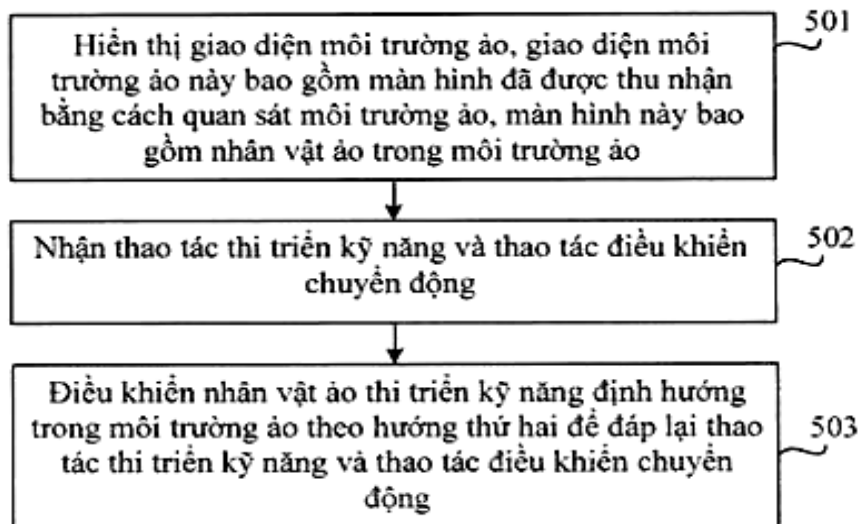 501
Hiển thị giao diện môi trường ảo, giao diện môi
trường ảo này bao gồm màn hình đã được thu nhận
bằng cách quan sát môi trường ảo, màn hình này bao
gồm nhân vật ảo trong môi trường ảo
502
Nhận thao tác thi triển kỹ năng và thao tác điều khiển
chuyển động
503
Điều khiển nhân vật ảo thi triển kỹ năng định hướng
trong môi trường ảo theo hướng thứ hai để đáp lại thao
tác thi triển kỹ năng và thao tác điều khiển chuyển
động